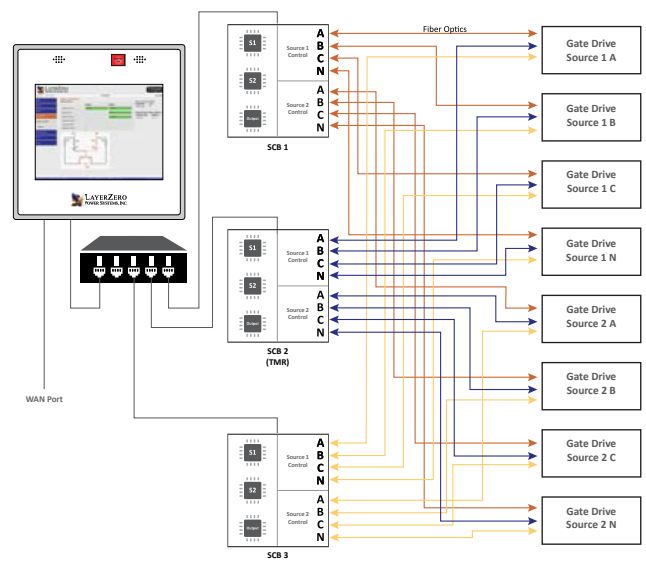 LAYERZERO
POWER SYSTEMS, INC.
WAN Port
S1
S2
Output
Source 1
Control
Source 2
Control
A
B
C
N
A
B
C
N
SCB 1
S1
S2
Output
Source 1
Control
Source 2
Control
A
B
C
N
A
B
C
N
SCB 2
(TMR)
S1
S2
Output
Source 1
Control
Source 2
Control
A
B
C
N
A
B
C
N
SCB 3
Fiber Optics
Gate Drive
Source 1 A
Gate Drive
Source 1 B
Gate Drive
Source 1 C
Gate Drive
Source 1 N
Gate Drive
Source 2 A
Gate Drive
Source 2 B
Gate Drive
Source 2 C
Gate Drive
Source 2 N